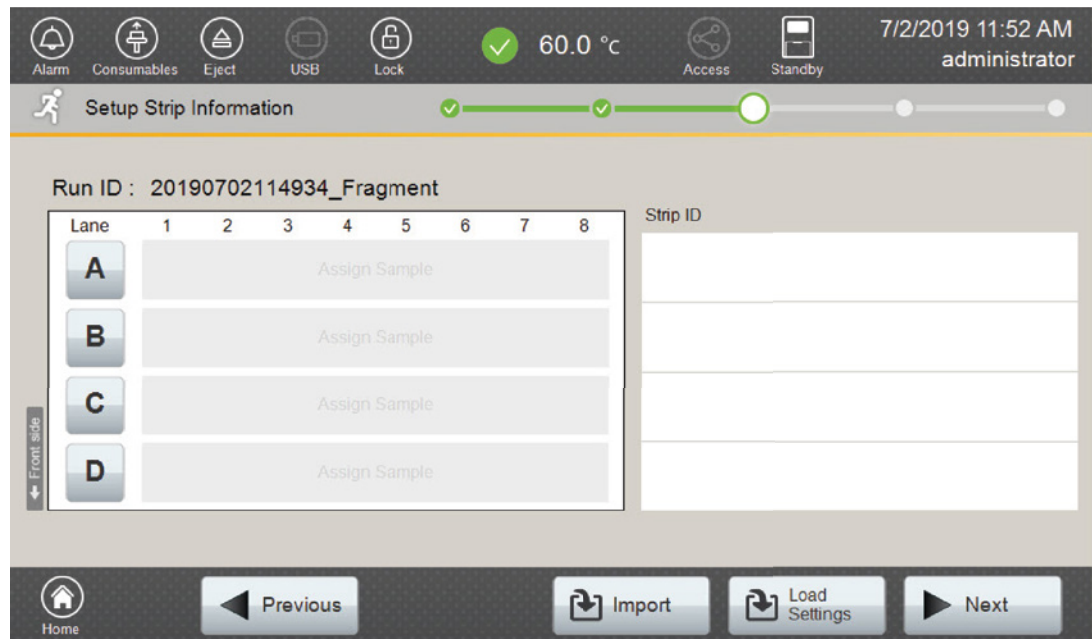 Alarm Consumables Eject USB Lock 60.0 °c Access Standby 7/2/2019 11:52 AM
administrator
Setup Strip Information
Run ID : 20190702114934_Fragment
Lane 1 2 3 4 5 6 7 8
Strip ID
A Assign Sample
B Assign Sample
C Assign Sample
D Assign Sample
Front side
Home Previous Import Load Settings Next